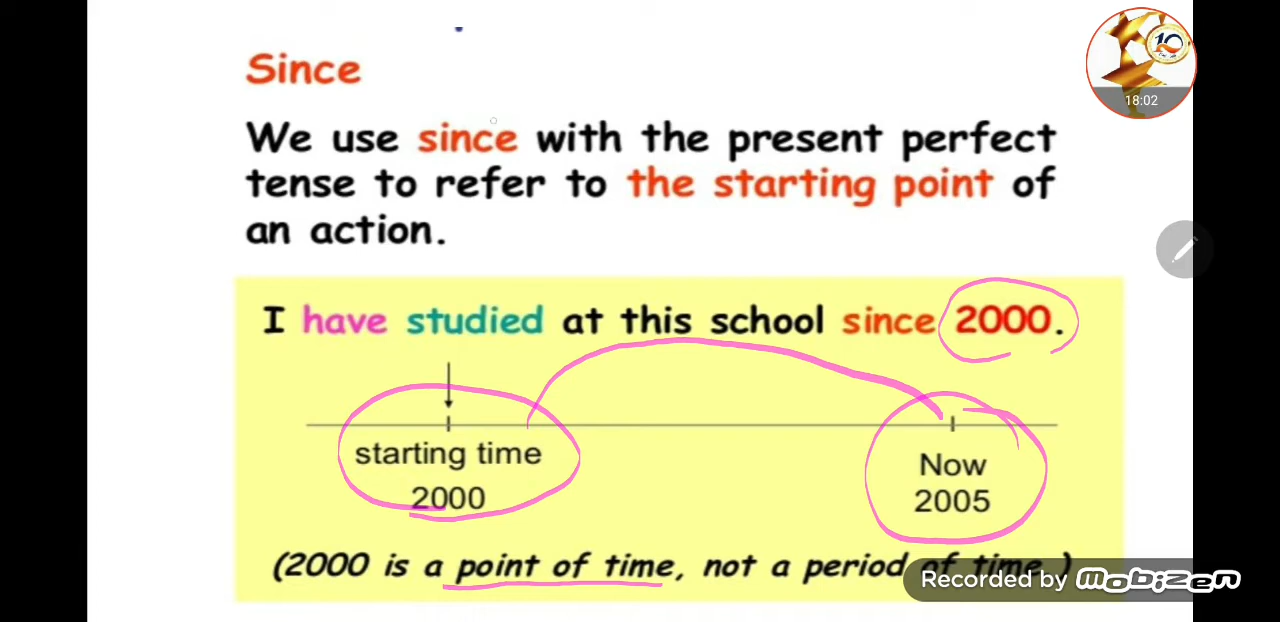 10
18:02
Since
We use since with the present perfect
tense to refer to the starting point of
an action.
I have studied at this school since 2000.
starting time
2000
Now
2005
(2000 is a point of time, not a period of time )
Recorded by Mobizen